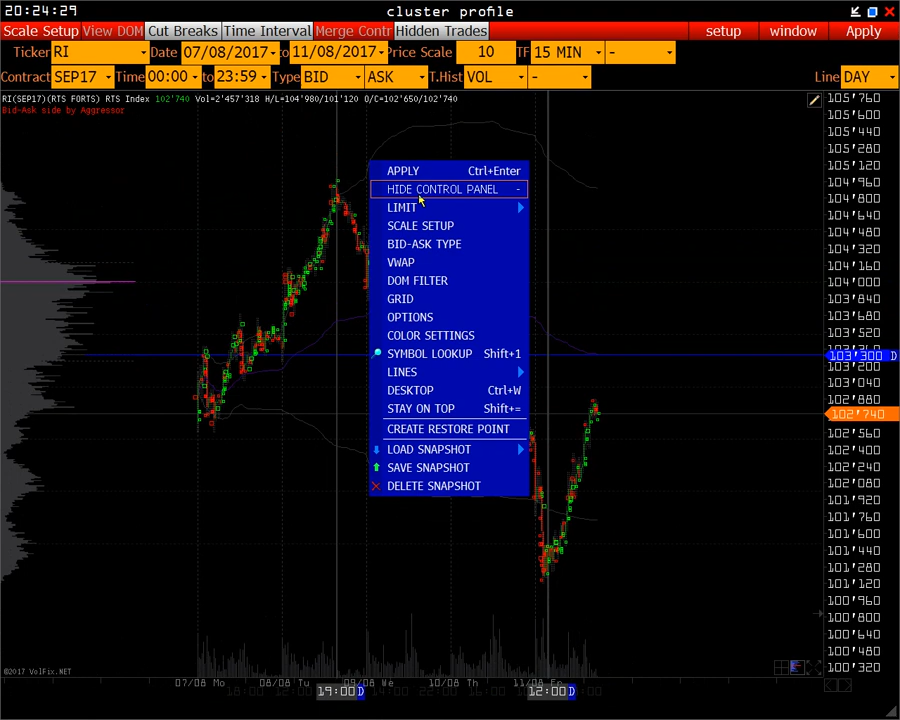 20:24:29 cluster profile
Scale Setup View DOM Cut Breaks Time Interval Merge Contr Hidden Trades setup window Apply
Ticker RI Date 07/08/2017 to 11/08/2017 Price Scale 10 TF 15 MIN -
Contract SEP17 Time 00:00 to 23:59 Type BID ASK T.Hist VOL - Line DAY
RI(SEP17)(RTS FORTS) RTS Index 102'740 Vol=2'457'318 H/L=104'980/101'120 O/C=102'650/102'740
Bid-Ask side by Aggressor
APPLY Ctrl+Enter
HIDE CONTROL PANEL -
LIMIT
SCALE SETUP
BID-ASK TYPE
VWAP
DOM FILTER
GRID
OPTIONS
COLOR SETTINGS
SYMBOL LOOKUP Shift+1
LINES
DESKTOP Ctrl+W
STAY ON TOP Shift+=
CREATE RESTORE POINT
LOAD SNAPSHOT
SAVE SNAPSHOT
DELETE SNAPSHOT
105'760
105'600
105'440
105'280
105'120
104'960
104'800
104'640
104'480
104'320
104'160
104'000
103'840
103'680
103'520
103'300 D
103'200
103'040
102'880
102'740
102'560
102'400
102'240
102'080
101'920
101'760
101'600
101'440
101'280
101'120
100'960
100'800
100'640
100'480
100'320
©2017 VolFix.NET
07/08 Mo 08/08 Tu 09/08 We 10/08 Th 11/08
19:00 D 12:00 D